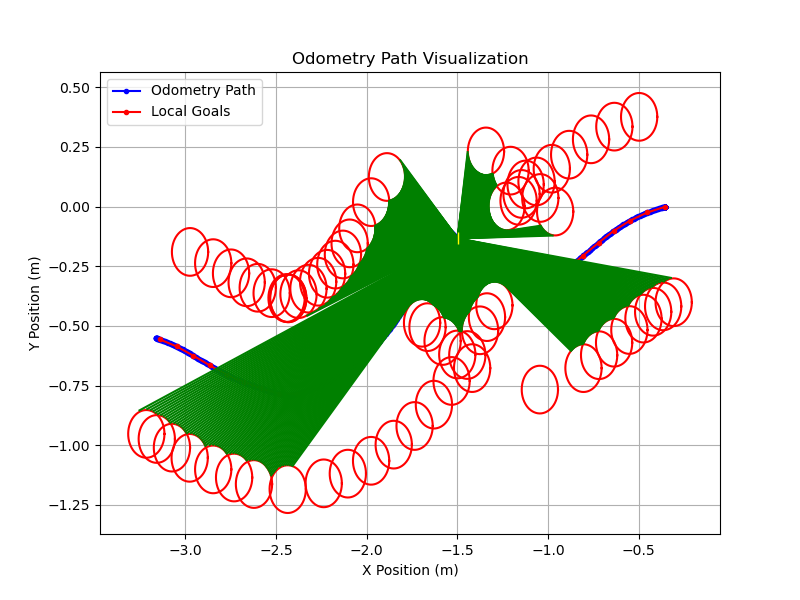 Odometry Path Visualization
Odometry Path
Local Goals
0.50
0.25
0.00
−0.25
−0.50
−0.75
−1.00
−1.25
Y Position (m)
−3.0 −2.5 −2.0 −1.5 −1.0 −0.5
X Position (m)